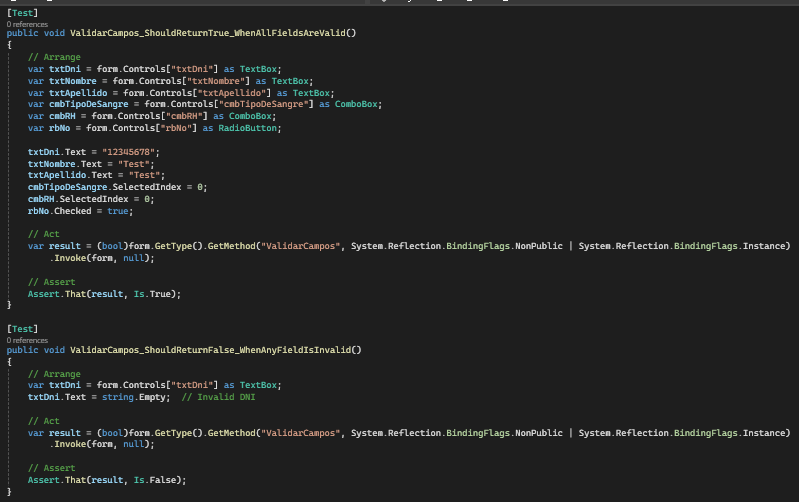 [Test]
0 references
public void ValidarCampos_ShouldReturnTrue_WhenAllFieldsAreValid()
{
    // Arrange
    var txtDni = form.Controls["txtDni"] as TextBox;
    var txtNombre = form.Controls["txtNombre"] as TextBox;
    var txtApellido = form.Controls["txtApellido"] as TextBox;
    var cmbTipoDeSangre = form.Controls["cmbTipoDeSangre"] as ComboBox;
    var cmbRH = form.Controls["cmbRH"] as ComboBox;
    var rbNo = form.Controls["rbNo"] as RadioButton;

    txtDni.Text = "12345678";
    txtNombre.Text = "Test";
    txtApellido.Text = "Test";
    cmbTipoDeSangre.SelectedIndex = 0;
    cmbRH.SelectedIndex = 0;
    rbNo.Checked = true;

    // Act
    var result = (bool)form.GetType().GetMethod("ValidarCampos", System.Reflection.BindingFlags.NonPublic | System.Reflection.BindingFlags.Instance)
        .Invoke(form, null);

    // Assert
    Assert.That(result, Is.True);
}

[Test]
0 references
public void ValidarCampos_ShouldReturnFalse_WhenAnyFieldIsInvalid()
{
    // Arrange
    var txtDni = form.Controls["txtDni"] as TextBox;
    txtDni.Text = string.Empty;  // Invalid DNI

    // Act
    var result = (bool)form.GetType().GetMethod("ValidarCampos", System.Reflection.BindingFlags.NonPublic | System.Reflection.BindingFlags.Instance)
        .Invoke(form, null);

    // Assert
    Assert.That(result, Is.False);
}